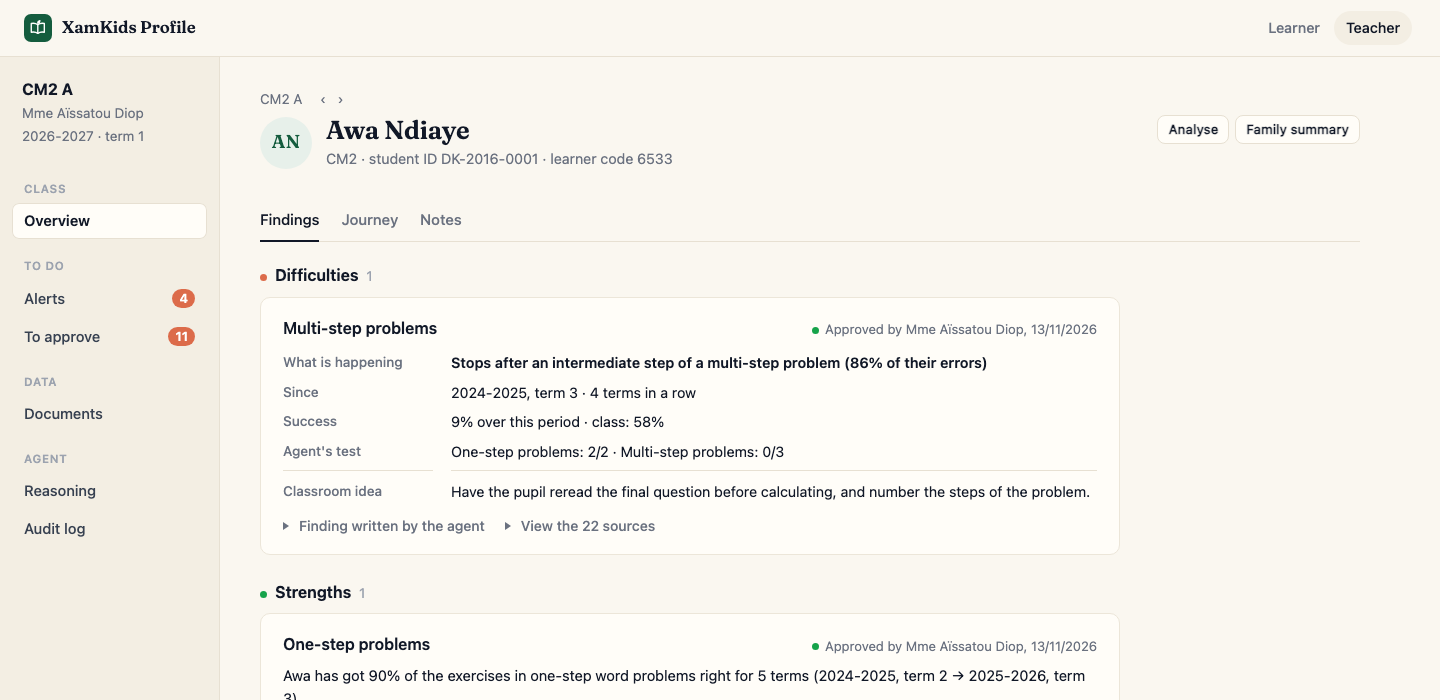 XamKids Profile
Learner
Teacher
CM2 A
Mme Aïssatou Diop
2026-2027 · term 1
CLASS
Overview
TO DO
Alerts 4
To approve 11
DATA
Documents
AGENT
Reasoning
Audit log
CM2 A ‹ ›
AN
Awa Ndiaye
CM2 · student ID DK-2016-0001 · learner code 6533
Analyse
Family summary
Findings Journey Notes
Difficulties 1
Multi-step problems
Approved by Mme Aïssatou Diop, 13/11/2026
What is happening Stops after an intermediate step of a multi-step problem (86% of their errors)
Since 2024-2025, term 3 · 4 terms in a row
Success 9% over this period · class: 58%
Agent's test One-step problems: 2/2 · Multi-step problems: 0/3
Classroom idea Have the pupil reread the final question before calculating, and number the steps of the problem.
Finding written by the agent View the 22 sources
Strengths 1
One-step problems
Approved by Mme Aïssatou Diop, 13/11/2026
Awa has got 90% of the exercises in one-step word problems right for 5 terms (2024-2025, term 2 → 2025-2026, term
3)